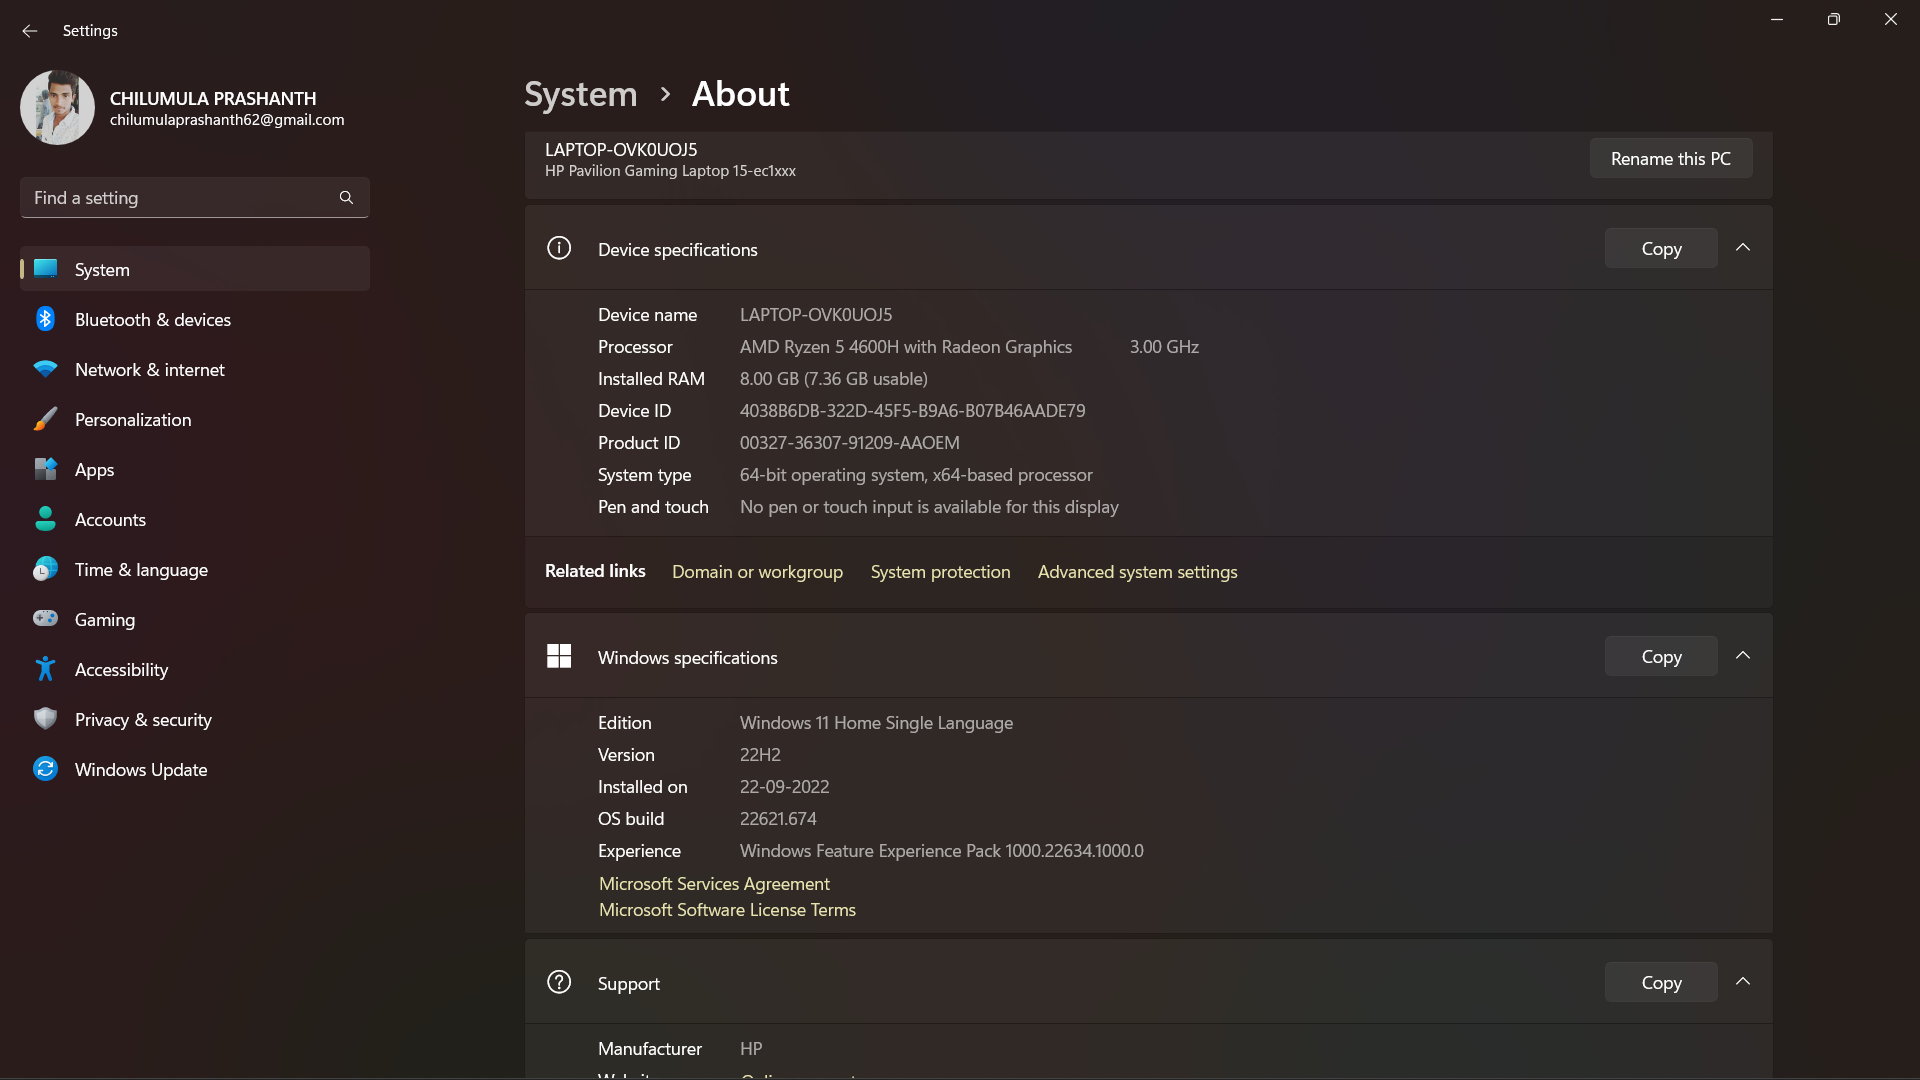 Settings
CHILUMULA PRASHANTH
chilumulaprashanth62@gmail.com
Find a setting
System
Bluetooth & devices
Network & internet
Personalization
Apps
Accounts
Time & language
Gaming
Accessibility
Privacy & security
Windows Update
System > About
LAPTOP-OVK0UOJ5
HP Pavilion Gaming Laptop 15-ec1xxx
Rename this PC
Device specifications Copy
Device name LAPTOP-OVK0UOJ5
Processor AMD Ryzen 5 4600H with Radeon Graphics 3.00 GHz
Installed RAM 8.00 GB (7.36 GB usable)
Device ID 4038B6DB-322D-45F5-B9A6-B07B46AADE79
Product ID 00327-36307-91209-AAOEM
System type 64-bit operating system, x64-based processor
Pen and touch No pen or touch input is available for this display
Related links Domain or workgroup System protection Advanced system settings
Windows specifications Copy
Edition Windows 11 Home Single Language
Version 22H2
Installed on 22-09-2022
OS build 22621.674
Experience Windows Feature Experience Pack 1000.22634.1000.0
Microsoft Services Agreement
Microsoft Software License Terms
Support Copy
Manufacturer HP